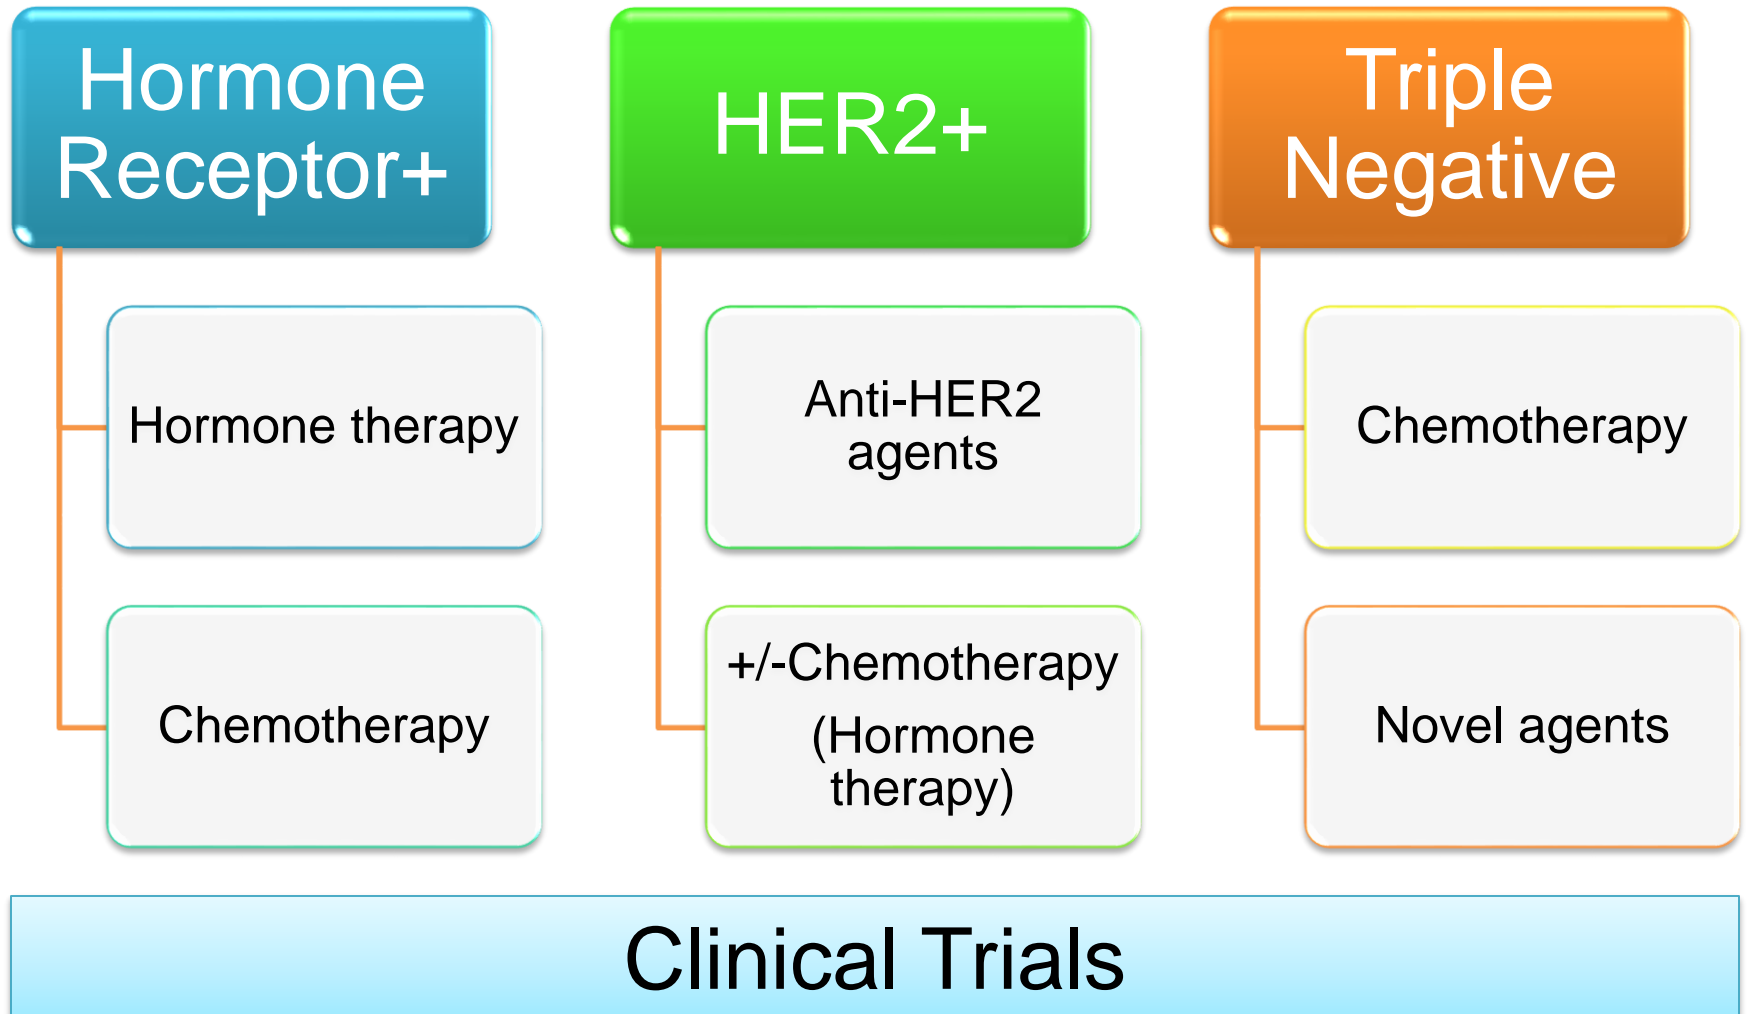 Hormone
Receptor+
Hormone therapy
Chemotherapy
HER2+
Anti-HER2
agents
+/-Chemotherapy
(Hormone
therapy)
Triple
Negative
Chemotherapy
Novel agents
Clinical Trials